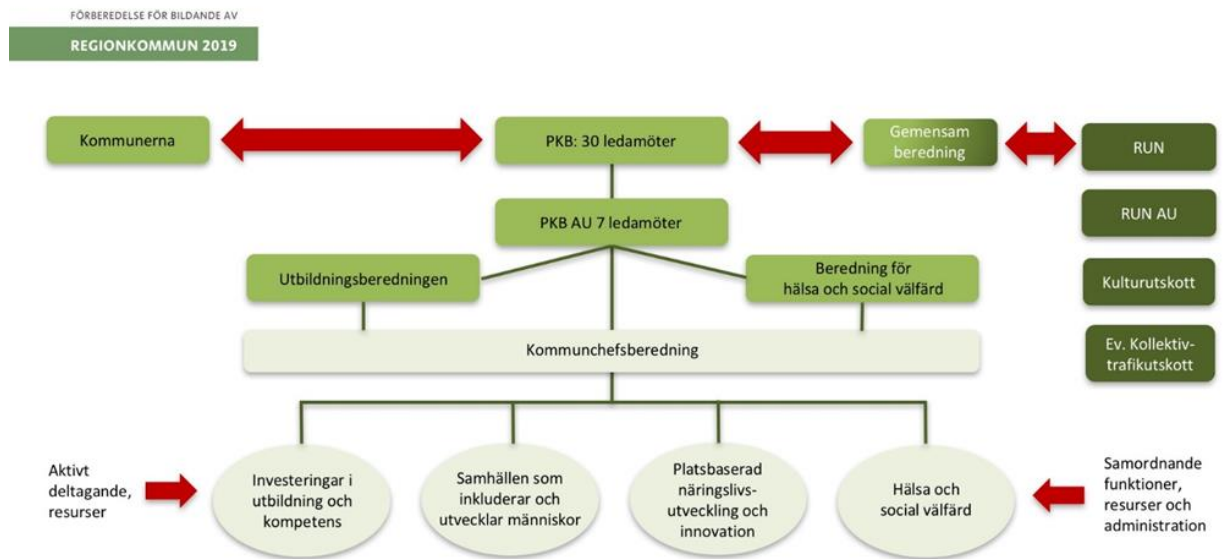 FÖRBEREDELSE FÖR BILDANDE AV
REGIONKOMMUN 2019
Kommunerna
PKB: 30 ledamöter
Gemensam
beredning
RUN
PKB AU 7 ledamöter
RUN AU
Utbildningsberedningen
Beredning för
hälsa och social välfärd
Kulturutskott
Kommunchefsberedning
Ev. Kollektiv-
trafikutskott
Aktivt
deltagande,
resurser
Investeringar i
utbildning och
kompetens
Samhällen som
inkluderar och
utvecklar människor
Platsbaserad
näringslivs-
utveckling och
innovation
Hälsa och
social välfärd
Samordnande
funktioner,
resurser och
administration